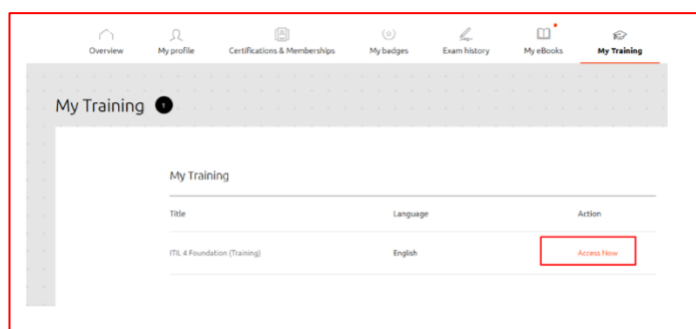 Overview My profile Certifications & Memberships My badges Exam history My eBooks My Training
My Training 1
My Training
Title Language Action
ITIL 4 Foundation (Training) English Access Now